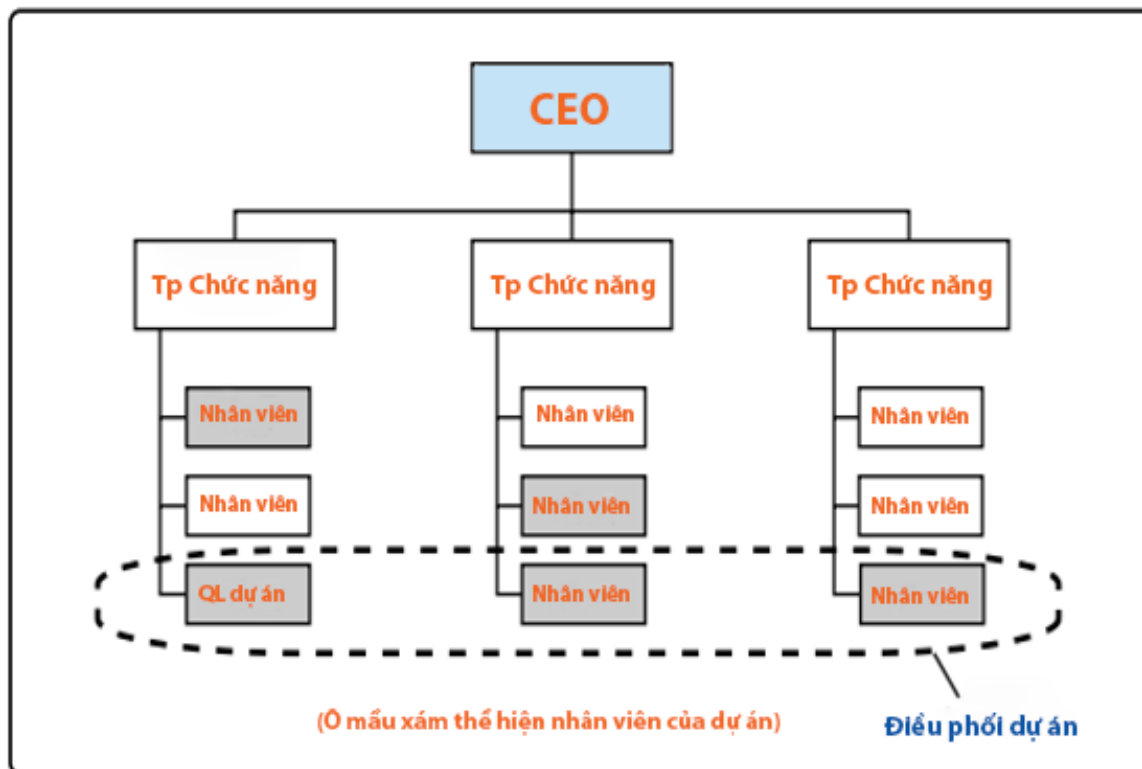 CEO
Tp Chức năng
Tp Chức năng
Tp Chức năng
Nhân viên
Nhân viên
Nhân viên
Nhân viên
Nhân viên
Nhân viên
QL dự án
Nhân viên
Nhân viên
(Ô mầu xám thể hiện nhân viên của dự án)
Điều phối dự án